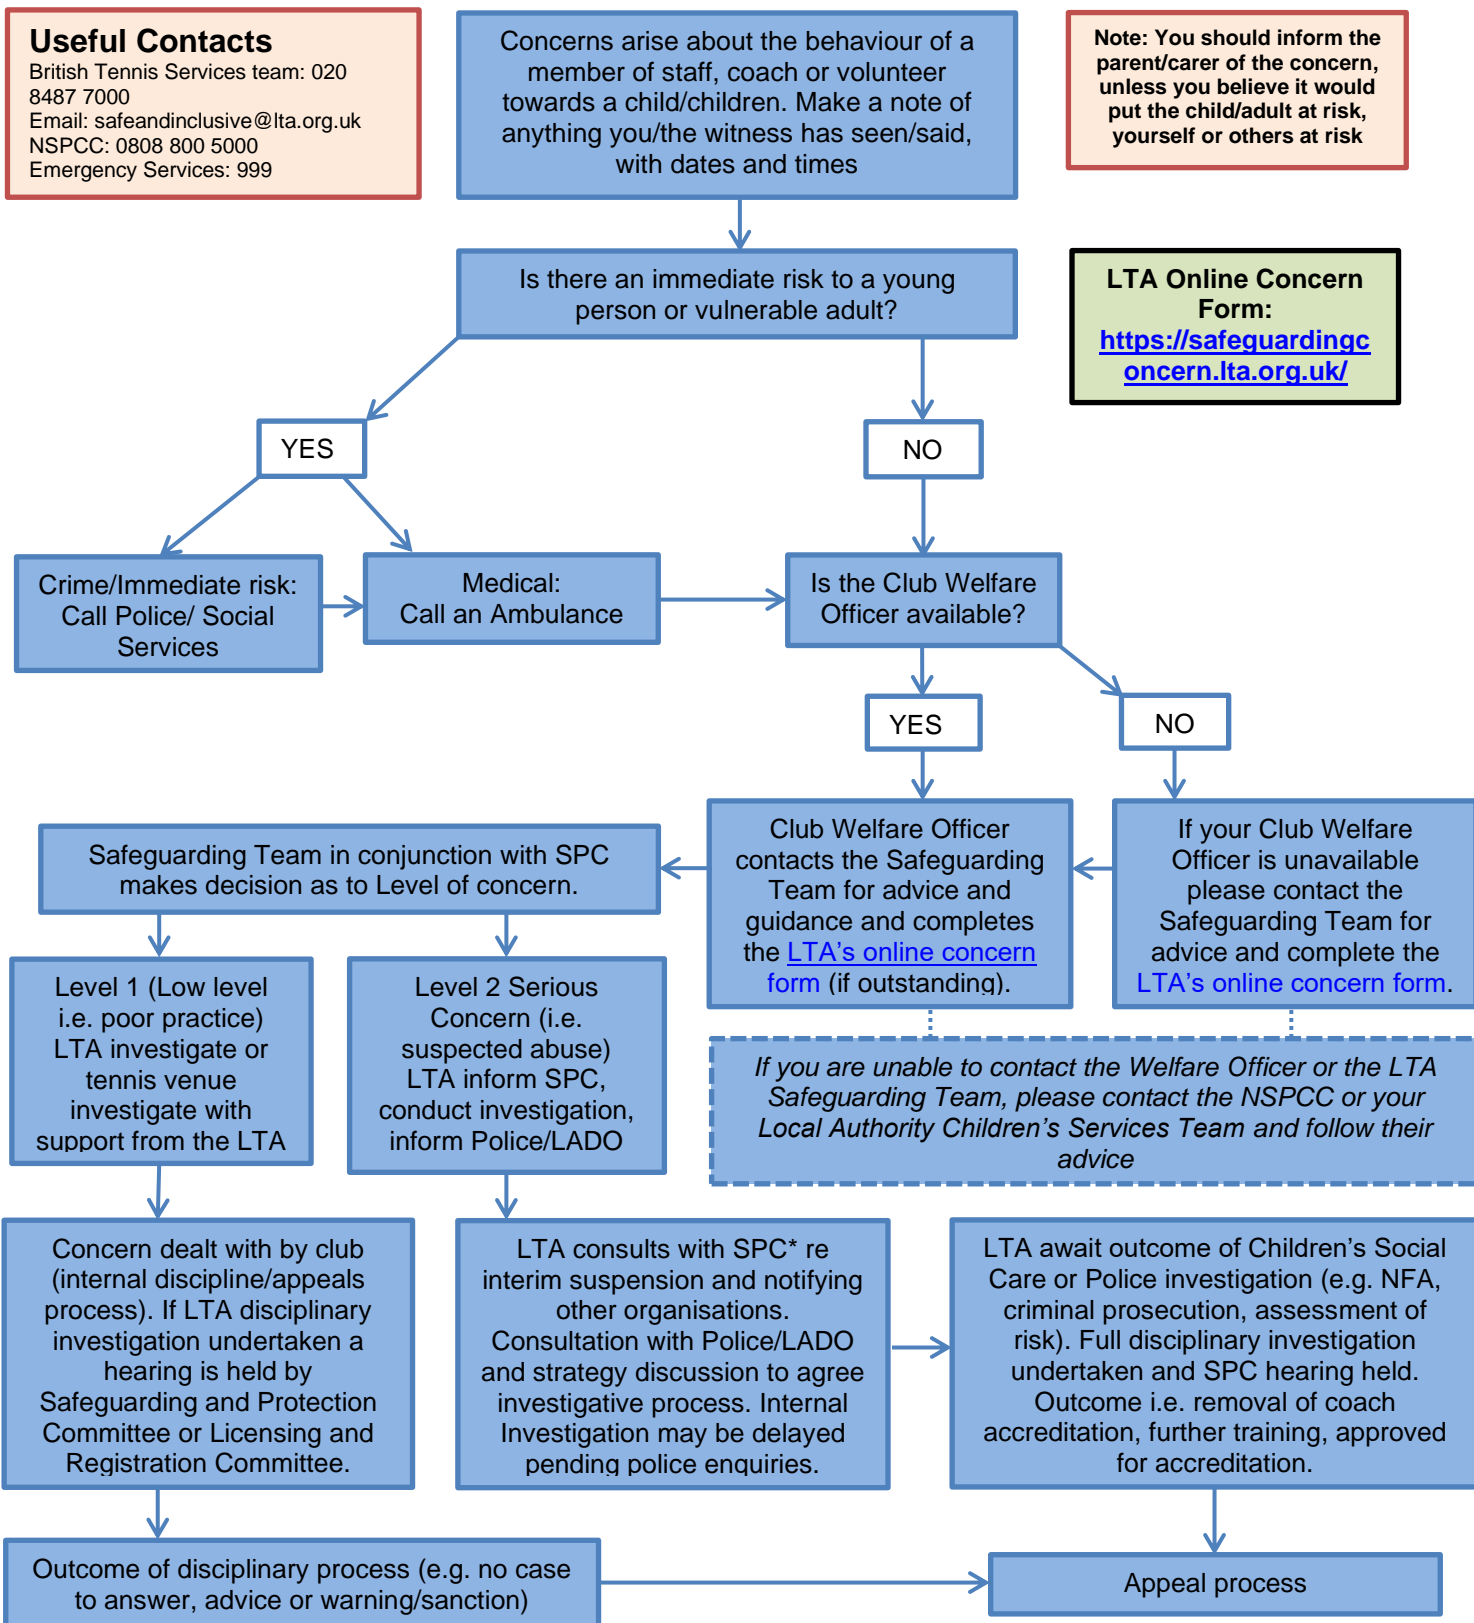 Useful Contacts
British Tennis Services team: 020
8487 7000
Email: safeandinclusive@lta.org.uk
NSPCC: 0808 800 5000
Emergency Services: 999
Concerns arise about the behaviour of a
member of staff, coach or volunteer
towards a child/children. Make a note of
anything you/the witness has seen/said,
with dates and times
Note: You should inform the
parent/carer of the concern,
unless you believe it would
put the child/adult at risk,
yourself or others at risk
Is there an immediate risk to a young
person or vulnerable adult?
LTA Online Concern
Form:
https://safeguardingc
oncern.lta.org.uk/
YES
NO
Crime/Immediate risk:
Call Police/ Social
Services
Medical:
Call an Ambulance
Is the Club Welfare
Officer available?
YES
NO
Safeguarding Team in conjunction with SPC
makes decision as to Level of concern.
Club Welfare Officer
contacts the Safeguarding
Team for advice and
guidance and completes
the LTA's online concern
form (if outstanding).
If your Club Welfare
Officer is unavailable
please contact the
Safeguarding Team for
advice and complete the
LTA's online concern form.
Level 1 (Low level
i.e. poor practice)
LTA investigate or
tennis venue
investigate with
support from the LTA
Level 2 Serious
Concern (i.e.
suspected abuse)
LTA inform SPC,
conduct investigation,
inform Police/LADO
If you are unable to contact the Welfare Officer or the LTA
Safeguarding Team, please contact the NSPCC or your
Local Authority Children's Services Team and follow their
advice
Concern dealt with by club
(internal discipline/appeals
process). If LTA disciplinary
investigation undertaken a
hearing is held by
Safeguarding and Protection
Committee or Licensing and
Registration Committee.
LTA consults with SPC* re
interim suspension and notifying
other organisations.
Consultation with Police/LADO
and strategy discussion to agree
investigative process. Internal
Investigation may be delayed
pending police enquiries.
LTA await outcome of Children's Social
Care or Police investigation (e.g. NFA,
criminal prosecution, assessment of
risk). Full disciplinary investigation
undertaken and SPC hearing held.
Outcome i.e. removal of coach
accreditation, further training, approved
for accreditation.
Outcome of disciplinary process (e.g. no case
to answer, advice or warning/sanction)
Appeal process